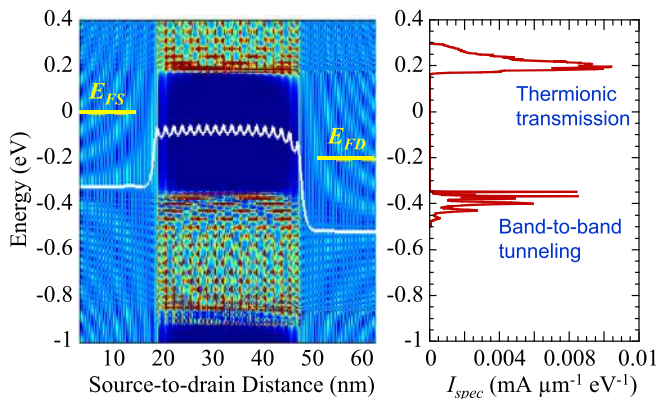 0.4
0.2
0
-0.2
-0.4
-0.6
-0.8
-1
Energy (eV)
E_FS
E_FD
10 20 30 40 50 60
Source-to-drain Distance (nm)
0.4
0.2
0
-0.2
-0.4
-0.6
-0.8
-1
Thermionic
transmission
Band-to-band
tunneling
0 0.004 0.008 0.01
I_spec (mA μm⁻¹ eV⁻¹)